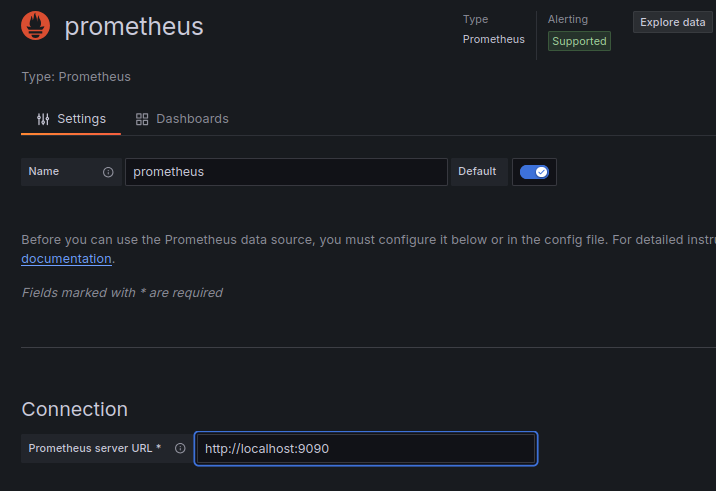 prometheus
Type
Prometheus
Alerting
Supported
Explore data
Type: Prometheus
Settings
Dashboards
Name
prometheus
Default
Before you can use the Prometheus data source, you must configure it below or in the config file. For detailed instru
documentation.
Fields marked with * are required
Connection
Prometheus server URL *
http://localhost:9090